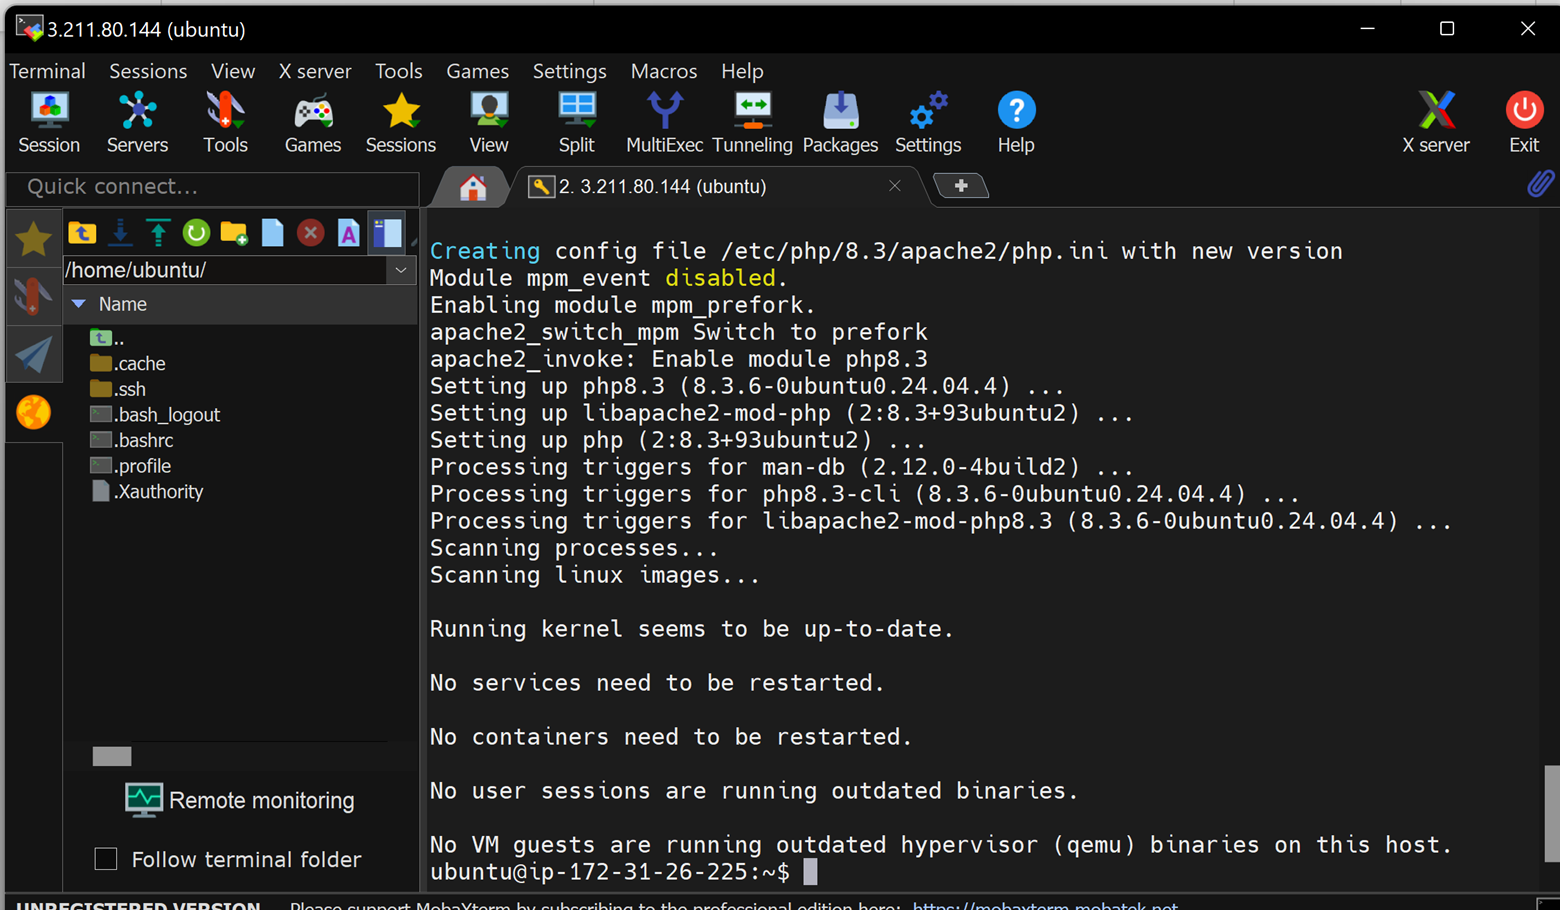 3.211.80.144 (ubuntu)
Terminal Sessions View X server Tools Games Settings Macros Help
Session Servers Tools Games Sessions View Split MultiExec Tunneling Packages Settings Help X server Exit
Quick connect...
2. 3.211.80.144 (ubuntu)
/home/ubuntu/
Name
..
.cache
.ssh
.bash_logout
.bashrc
.profile
.Xauthority
Remote monitoring
Follow terminal folder
Creating config file /etc/php/8.3/apache2/php.ini with new version
Module mpm_event disabled.
Enabling module mpm_prefork.
apache2_switch_mpm Switch to prefork
apache2_invoke: Enable module php8.3
Setting up php8.3 (8.3.6-0ubuntu0.24.04.4) ...
Setting up libapache2-mod-php (2:8.3+93ubuntu2) ...
Setting up php (2:8.3+93ubuntu2) ...
Processing triggers for man-db (2.12.0-4build2) ...
Processing triggers for php8.3-cli (8.3.6-0ubuntu0.24.04.4) ...
Processing triggers for libapache2-mod-php8.3 (8.3.6-0ubuntu0.24.04.4) ...
Scanning processes...
Scanning linux images...
Running kernel seems to be up-to-date.
No services need to be restarted.
No containers need to be restarted.
No user sessions are running outdated binaries.
No VM guests are running outdated hypervisor (qemu) binaries on this host.
ubuntu@ip-172-31-26-225:~$
UNREGISTERED VERSION Please support MobaXterm by subscribing to the professional edition here: https://mobaxterm.mobatek.net